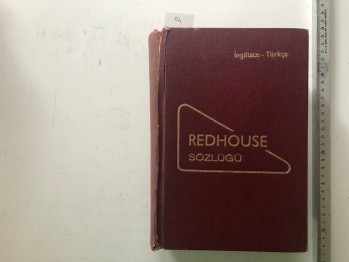 İngilizce - Türkçe
REDHOUSE
SÖZLÜĞÜ